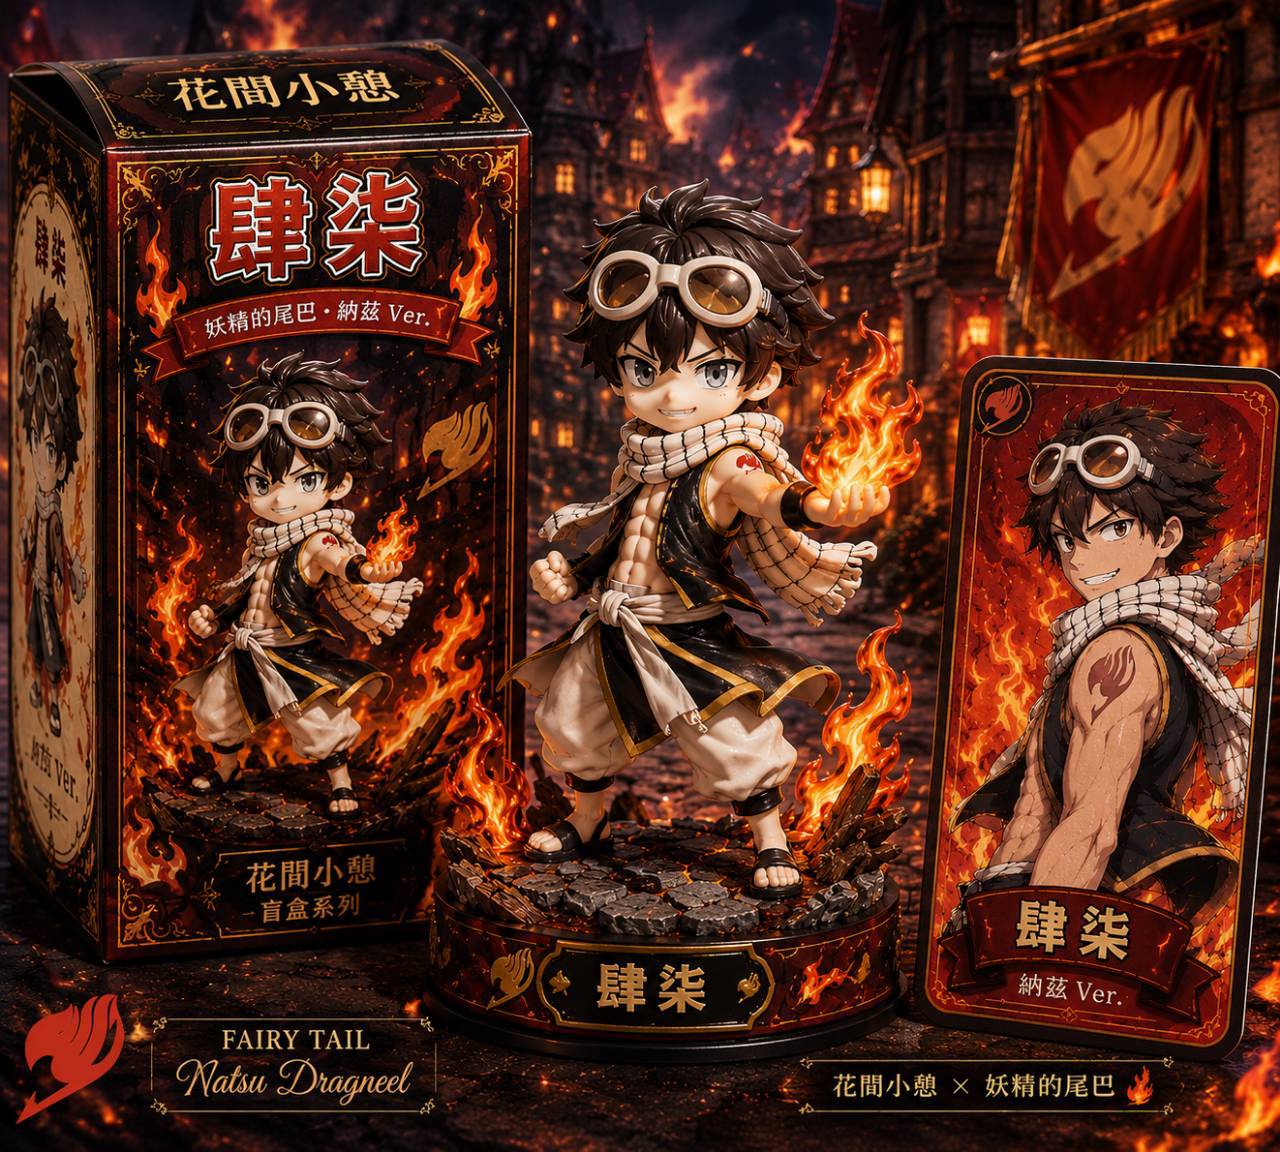 花間小憩
肆柒
妖精的尾巴・納茲 Ver.
花間小憩
盲盒系列
肆柒
納茲 Ver.
肆柒
肆柒
納茲 Ver.
FAIRY TAIL
Natsu Dragneel
花間小憩 × 妖精的尾巴